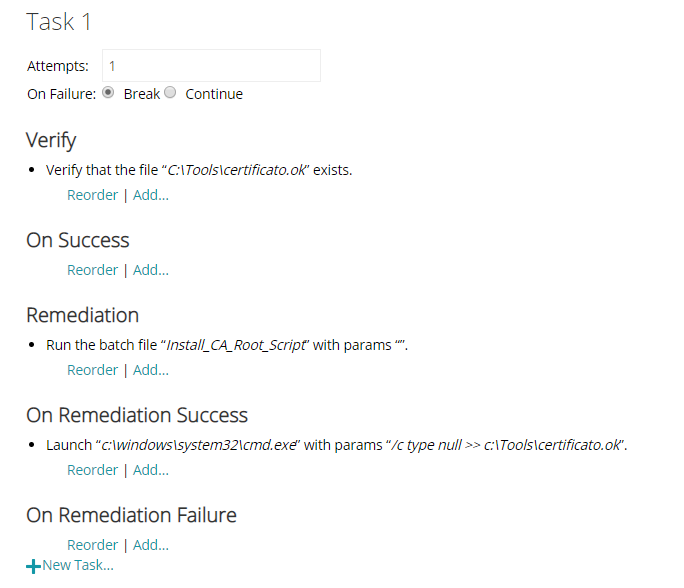 Task 1
Attempts: 1
On Failure: Break Continue
Verify
• Verify that the file “C:\Tools\certificato.ok” exists.
Reorder | Add...
On Success
Reorder | Add...
Remediation
• Run the batch file “Install_CA_Root_Script” with params “”.
Reorder | Add...
On Remediation Success
• Launch “c:\windows\system32\cmd.exe” with params “/c type null >> c:\Tools\certificato.ok”.
Reorder | Add...
On Remediation Failure
Reorder | Add...
New Task...